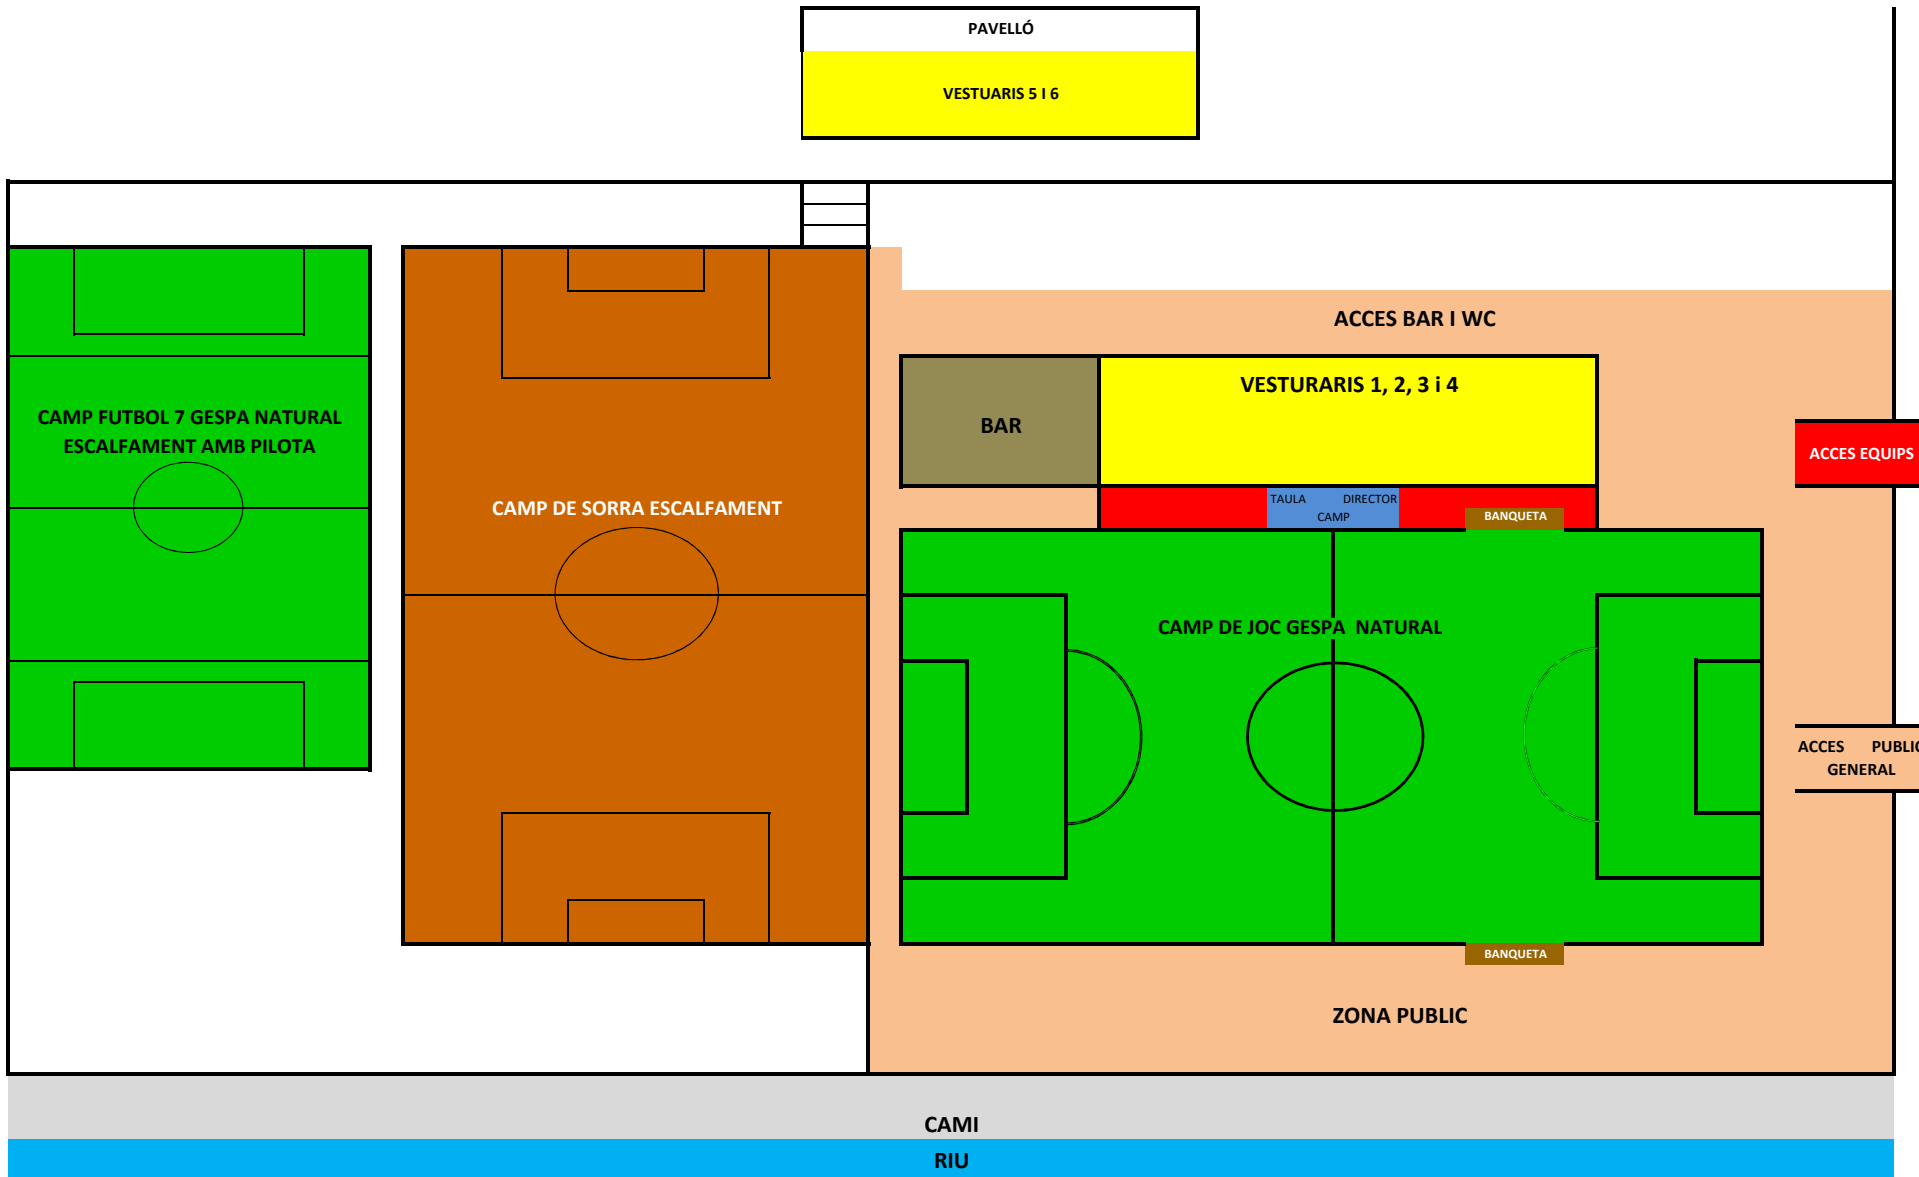 PAVELLÓ
VESTUARIS 5 I 6
ACCES BAR I WC
VESTURARIS 1, 2, 3 i 4
CAMP FUTBOL 7 GESPA NATURAL
ESCALFAMENT AMB PILOTA
BAR
ACCES EQUIPS
CAMP DE SORRA ESCALFAMENT
TAULA DIRECTOR
CAMP
BANQUETA
CAMP DE JOC GESPA NATURAL
ACCES PUBLIC
GENERAL
BANQUETA
ZONA PUBLIC
CAMI
RIU